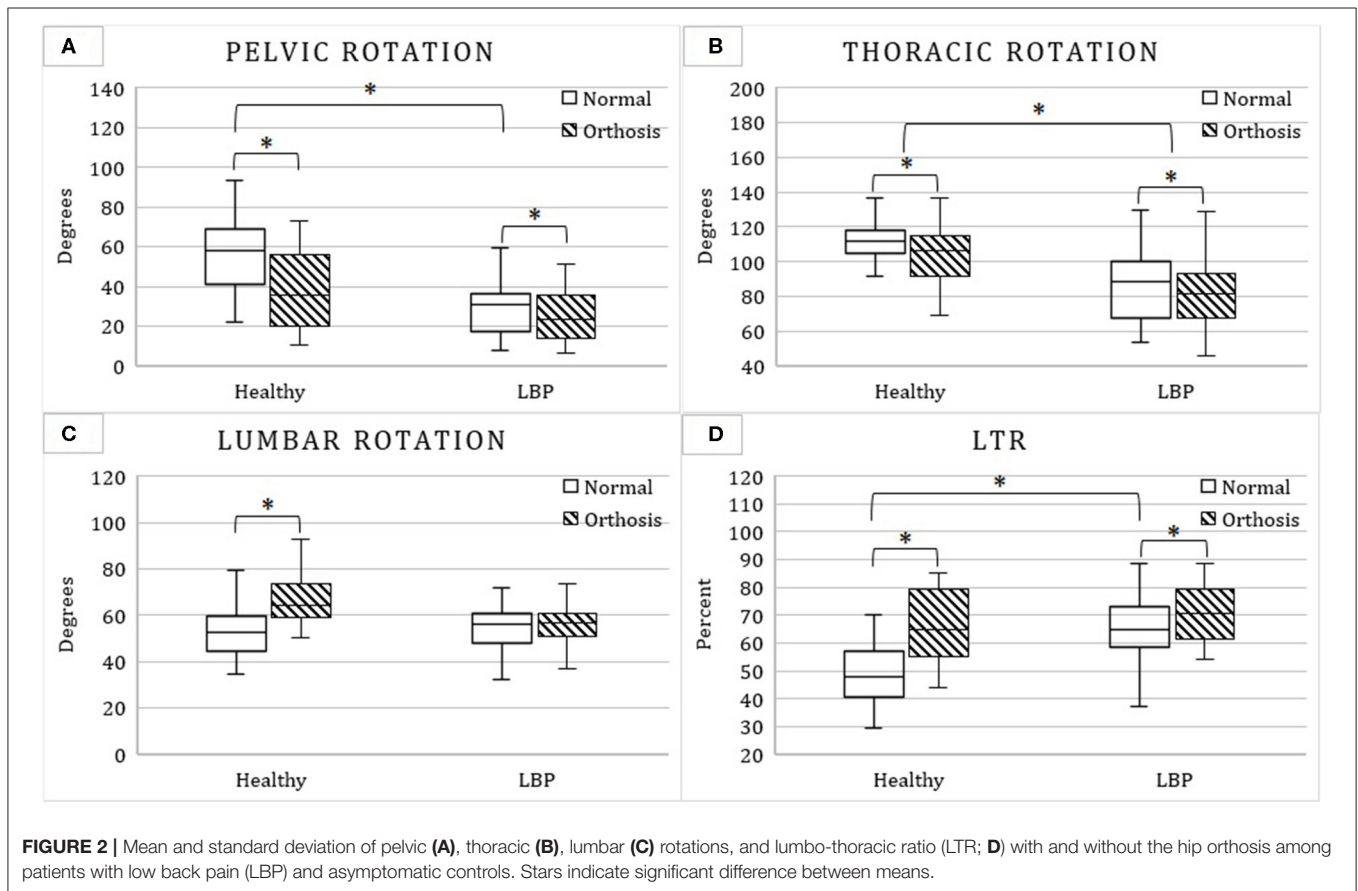 A
PELVIC ROTATION
140
120
100
80
60
40
20
0
Degrees
*
*
*
Normal
Orthosis
Healthy
LBP
B
THORACIC ROTATION
200
180
160
140
120
100
80
60
40
Degrees
*
*
*
Normal
Orthosis
Healthy
LBP
C
LUMBAR ROTATION
120
100
80
60
40
20
0
Degrees
*
Normal
Orthosis
Healthy
LBP
D
LTR
120
110
100
90
80
70
60
50
40
30
20
Percent
*
*
*
Normal
Orthosis
Healthy
LBP
FIGURE 2 | Mean and standard deviation of pelvic (A), thoracic (B), lumbar (C) rotations, and lumbo-thoracic ratio (LTR; D) with and without the hip orthosis among
patients with low back pain (LBP) and asymptomatic controls. Stars indicate significant difference between means.